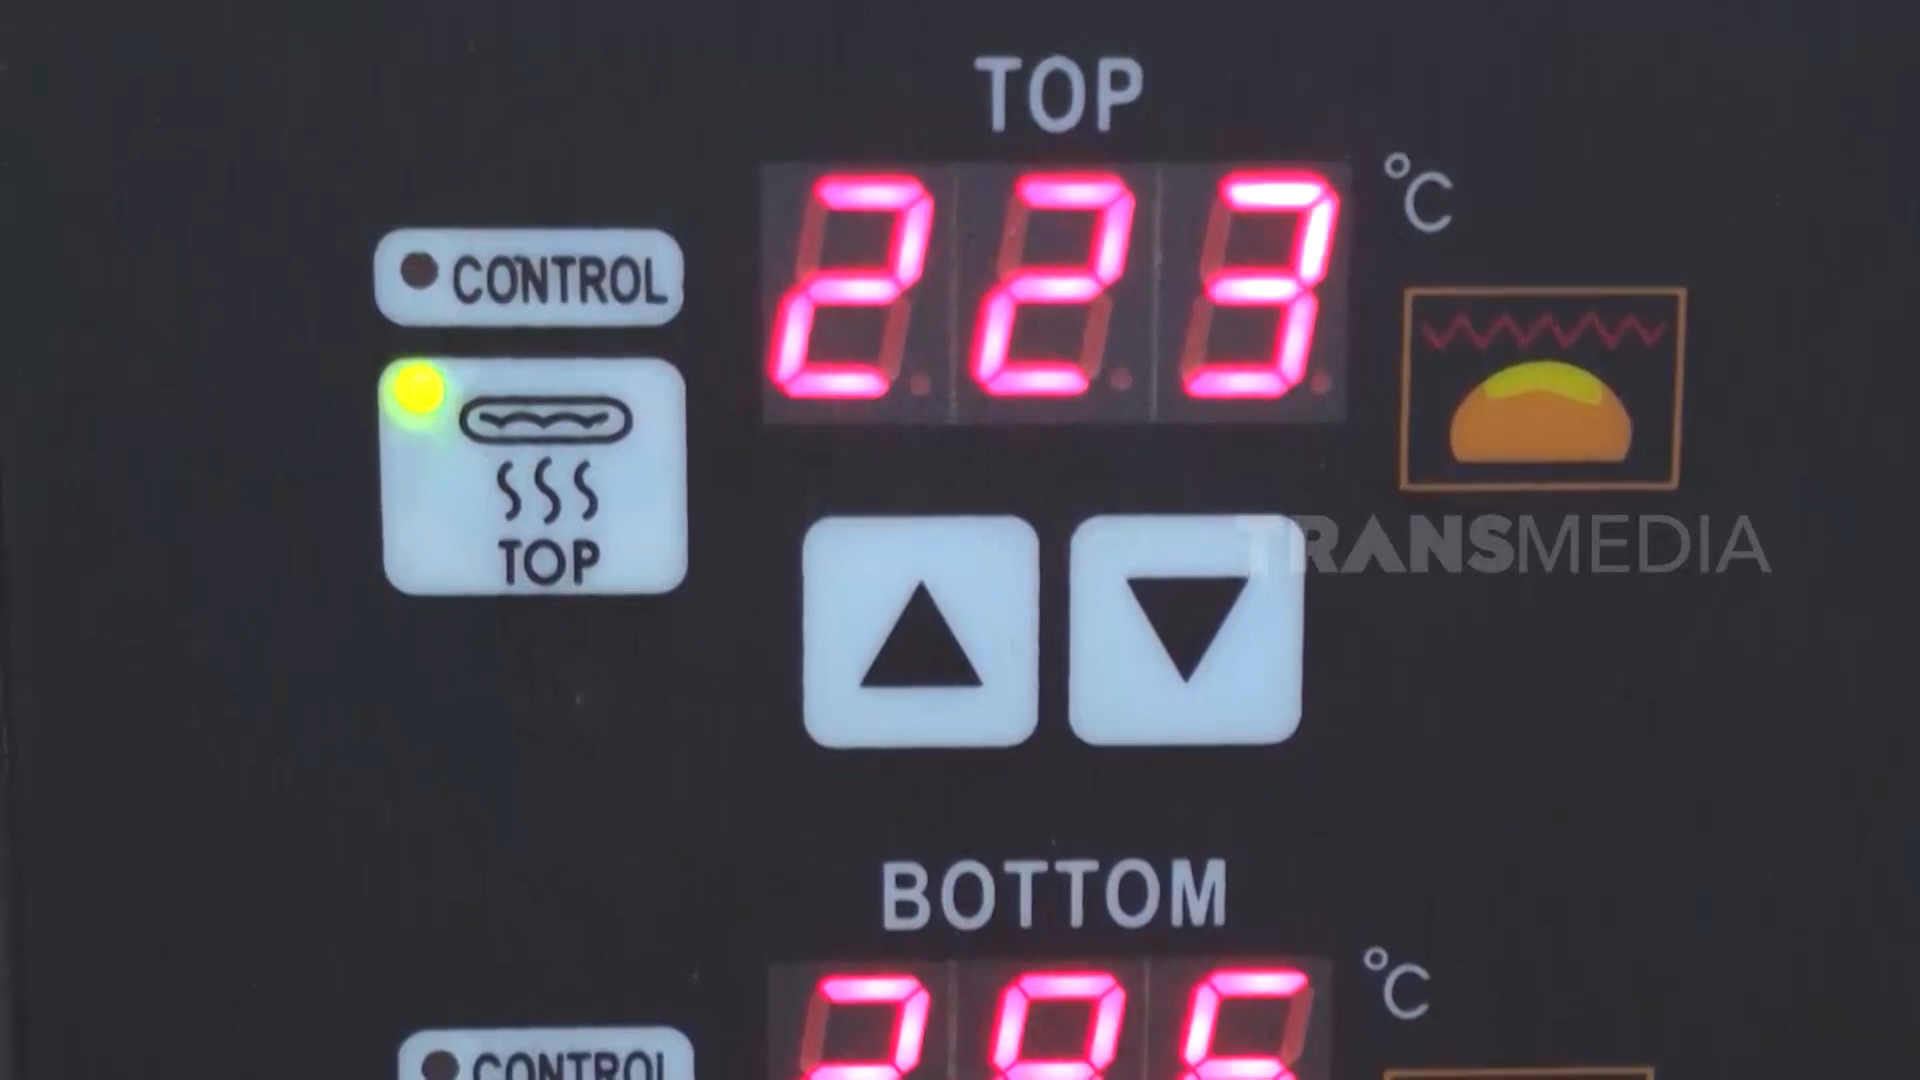 TOP
223 °C
CONTROL
TOP
TRANSMEDIA
BOTTOM
°C
CONTROL